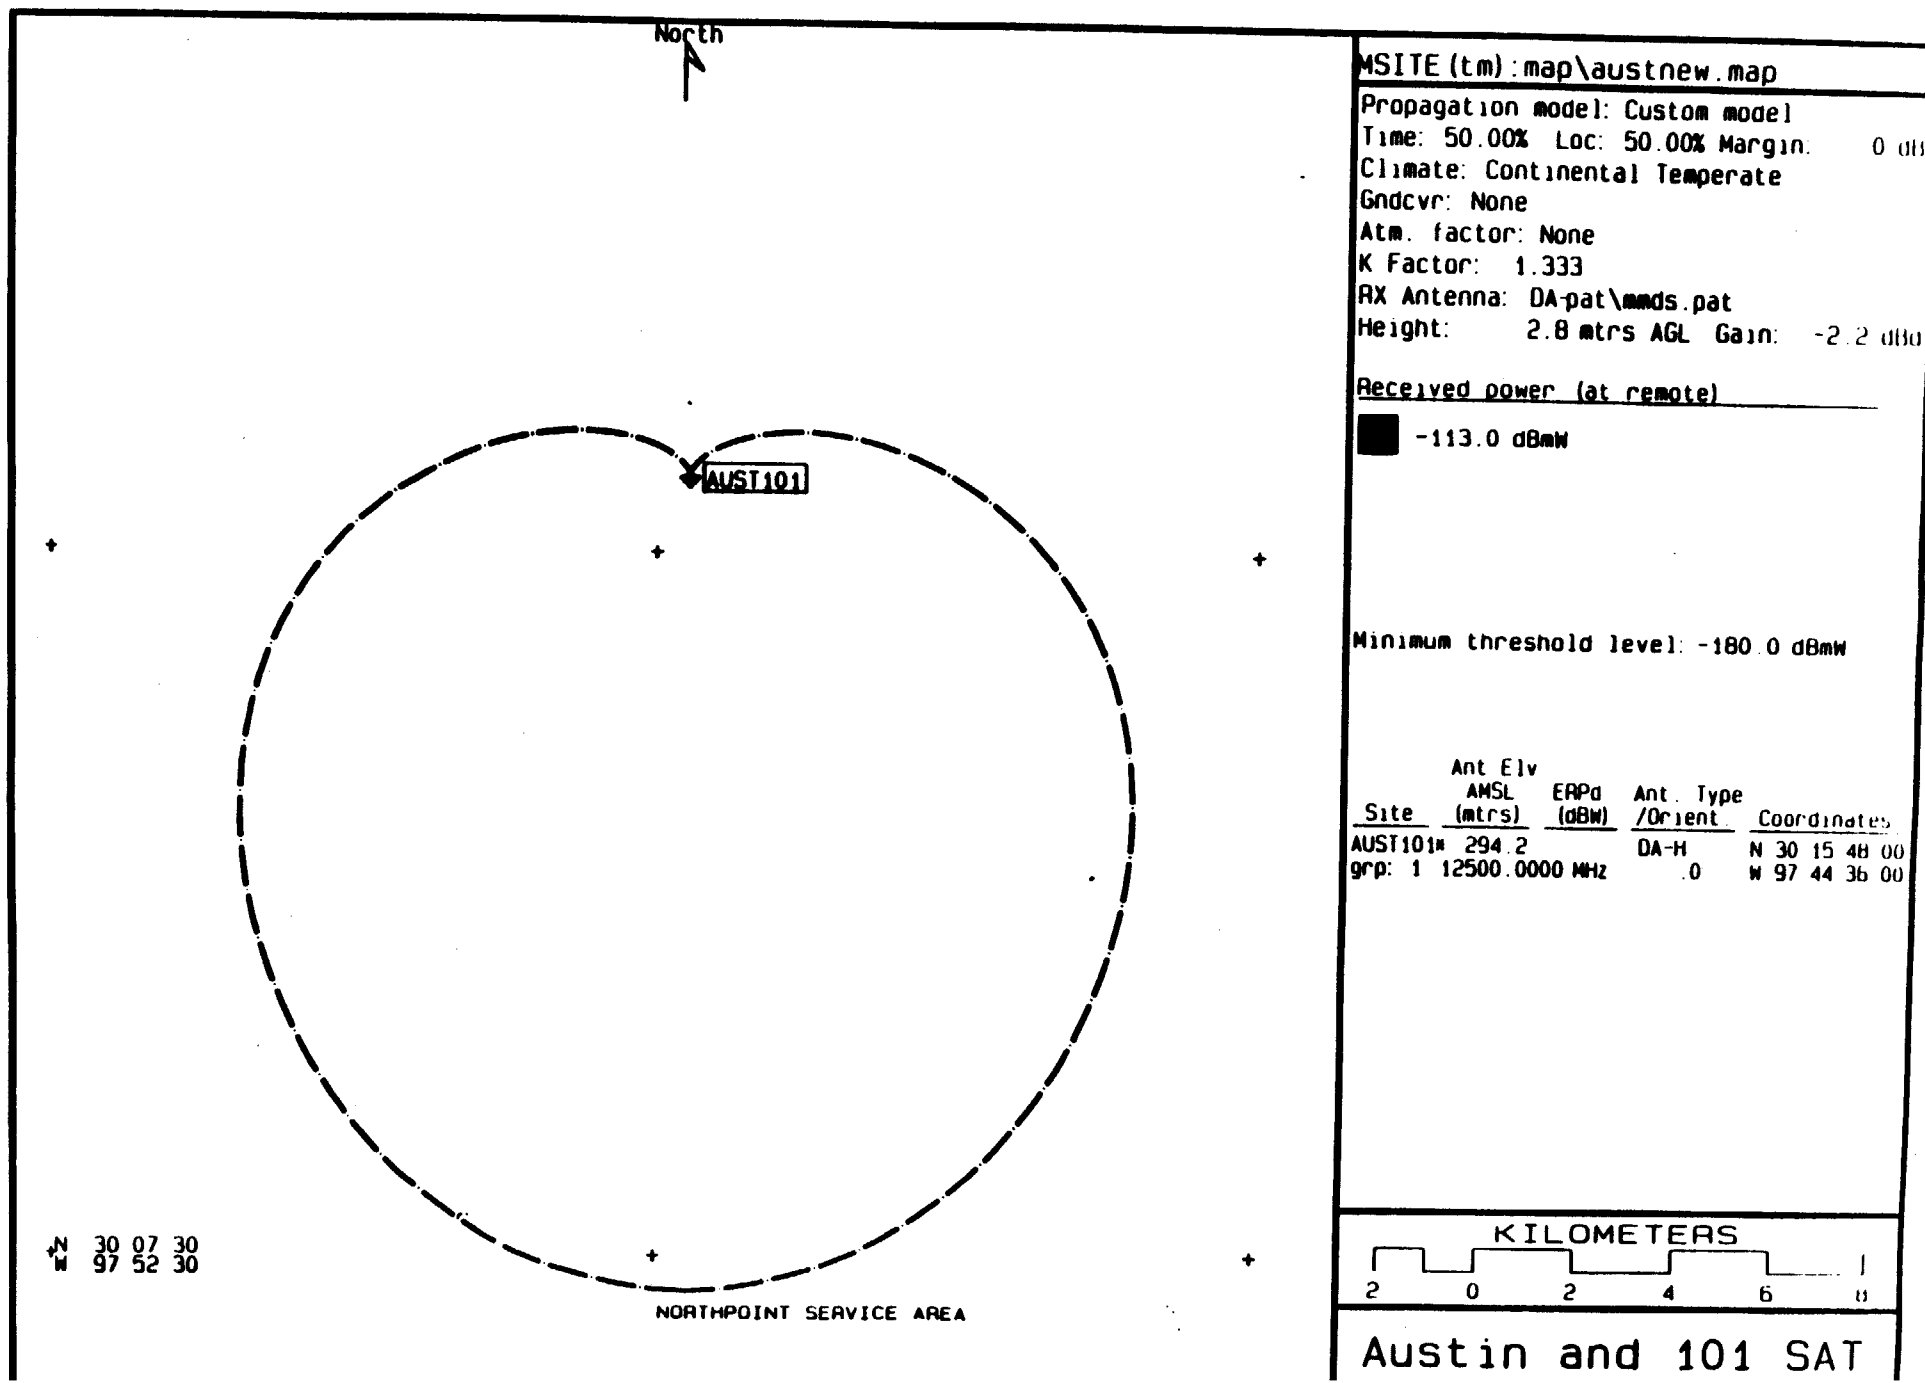 North
AUST101
N 30 07 30
W 97 52 30
NORTHPOINT SERVICE AREA
MSITE(tm):map\austnew.map
Propagation model: Custom model
Time: 50.00% Loc: 50.00% Margin: 0 dB
Climate: Continental Temperate
Gndcvr: None
Atm. factor: None
K Factor: 1.333
RX Antenna: DA-pat\mmds.pat
Height: 2.8 mtrs AGL Gain: -2.2 dBd
Received power (at remote)
-113.0 dBmW
Minimum threshold level: -180.0 dBmW
Ant Elv
AMSL ERPd Ant. Type
Site (mtrs) (dBW) /Orient Coordinates
AUST101* 294.2 DA-H N 30 15 48 00
grp: 1 12500.0000 MHz .0 W 97 44 36 00
KILOMETERS
2 0 2 4 6 8
Austin and 101 SAT